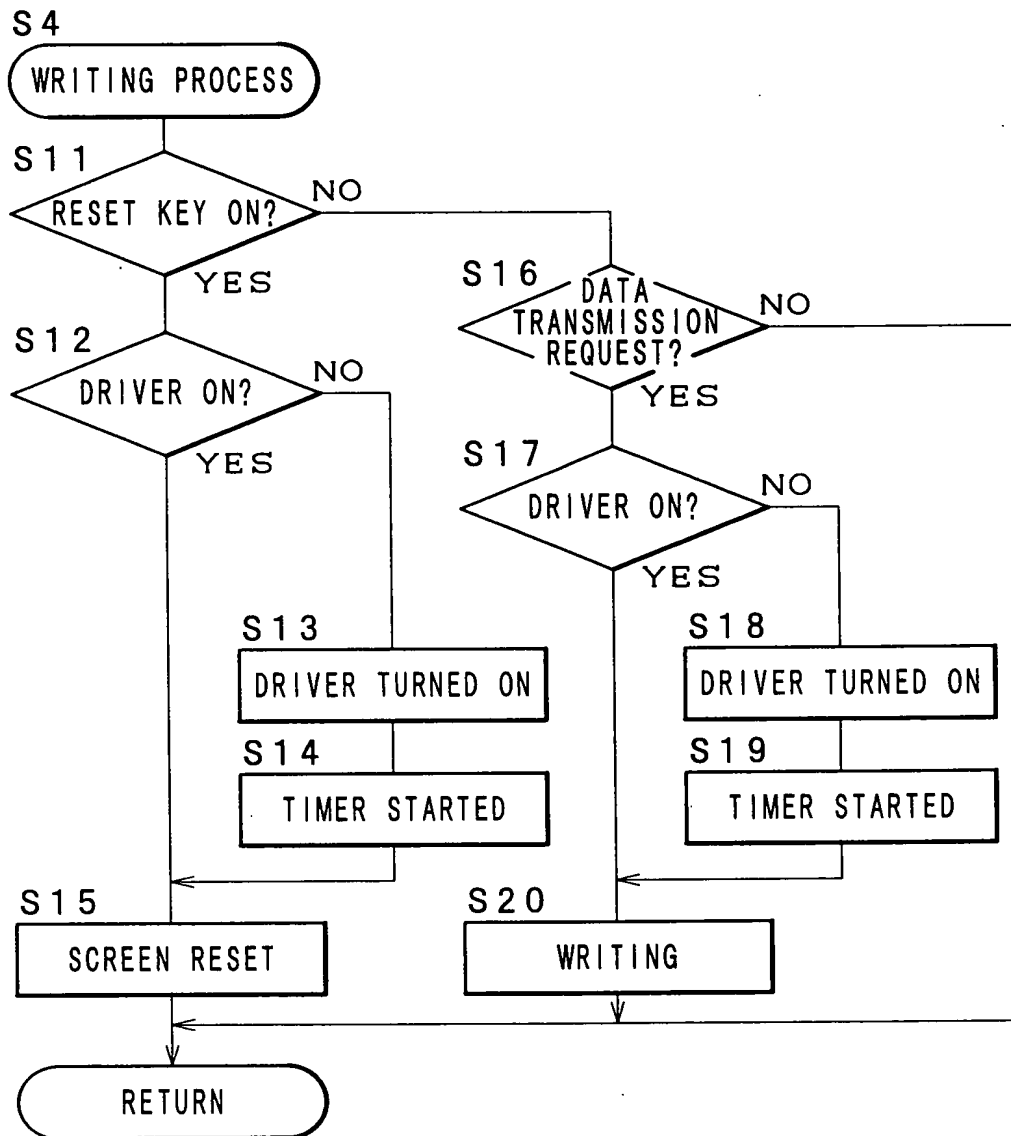 S4
WRITING PROCESS
S11
RESET KEY ON?
NO
YES
S12
DRIVER ON?
NO
YES
S13
DRIVER TURNED ON
S14
TIMER STARTED
S15
SCREEN RESET
S16
DATA
TRANSMISSION
REQUEST?
NO
YES
S17
DRIVER ON?
NO
YES
S18
DRIVER TURNED ON
S19
TIMER STARTED
S20
WRITING
RETURN